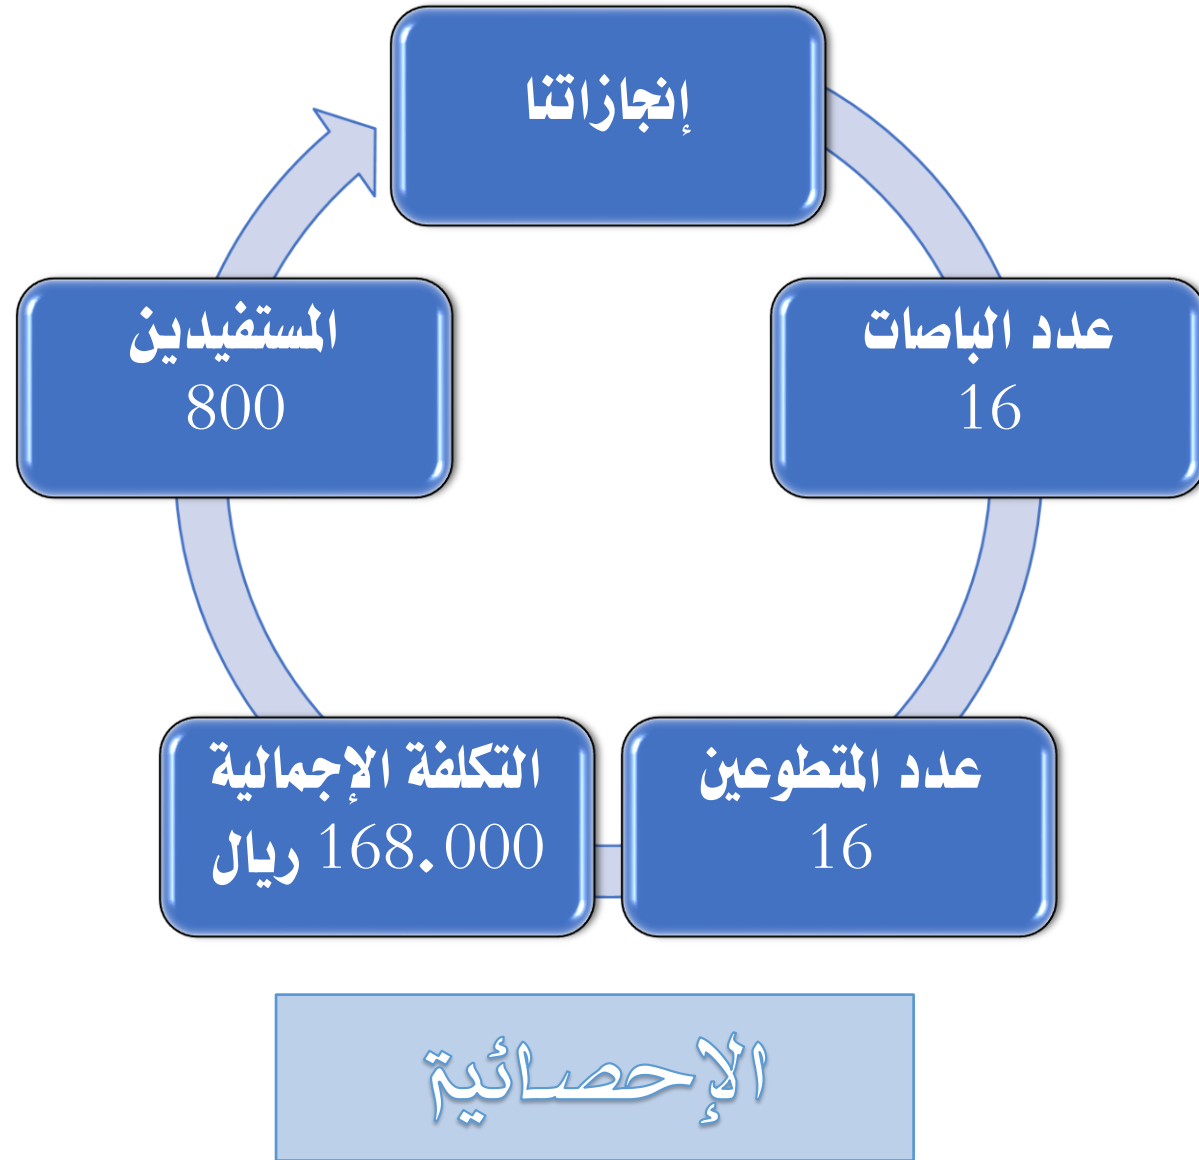 إنجازاتنا
عدد الباصات
16
عدد المتطوعين
16
التكلفة الإجمالية
168.000 ريال
المستفيدين
800
الإحصائية